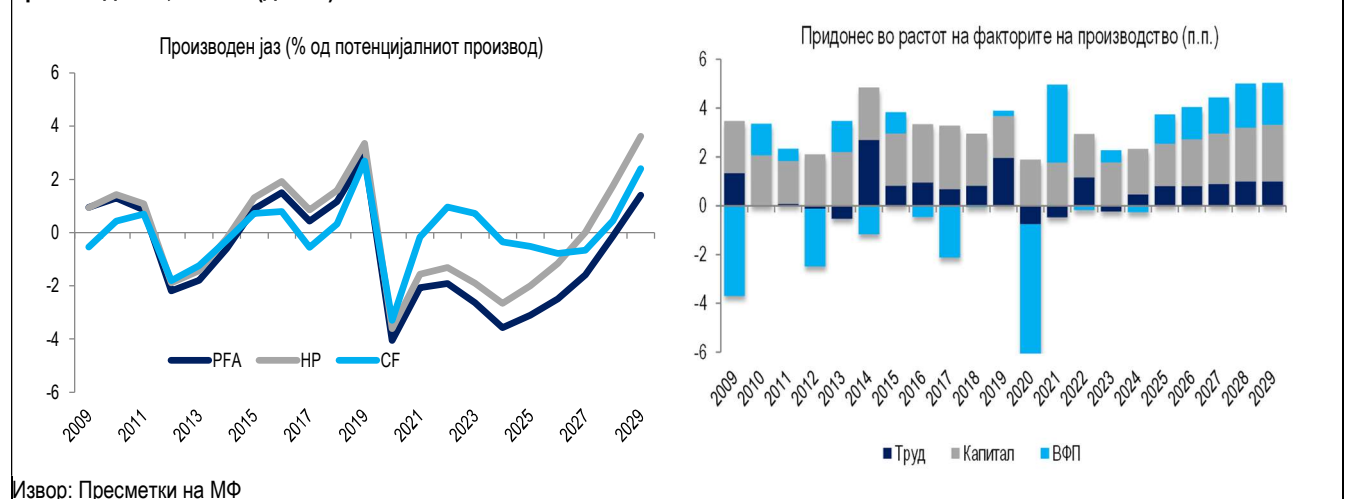 Производен јаз (% од потенцијалниот производ)
6
4
2
0
-2
-4
-6
PFA HP CF
2009 2011 2013 2015 2017 2019 2021 2023 2025 2027 2029
Придонес во растот на факторите на производство (п.п.)
6
4
2
0
-2
-4
-6
2009 2010 2011 2012 2013 2014 2015 2016 2017 2018 2019 2020 2021 2022 2023 2024 2025 2026 2027 2028 2029
Труд Капитал ВФП
Извор: Пресметки на МФ